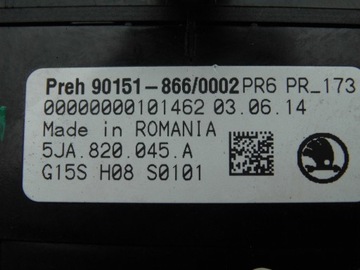 Preh 90151-866/0002 PR6 PR_173
00000000101462 03.06.14
Made in ROMANIA
5JA.820.045.A
G15S H08 S0101